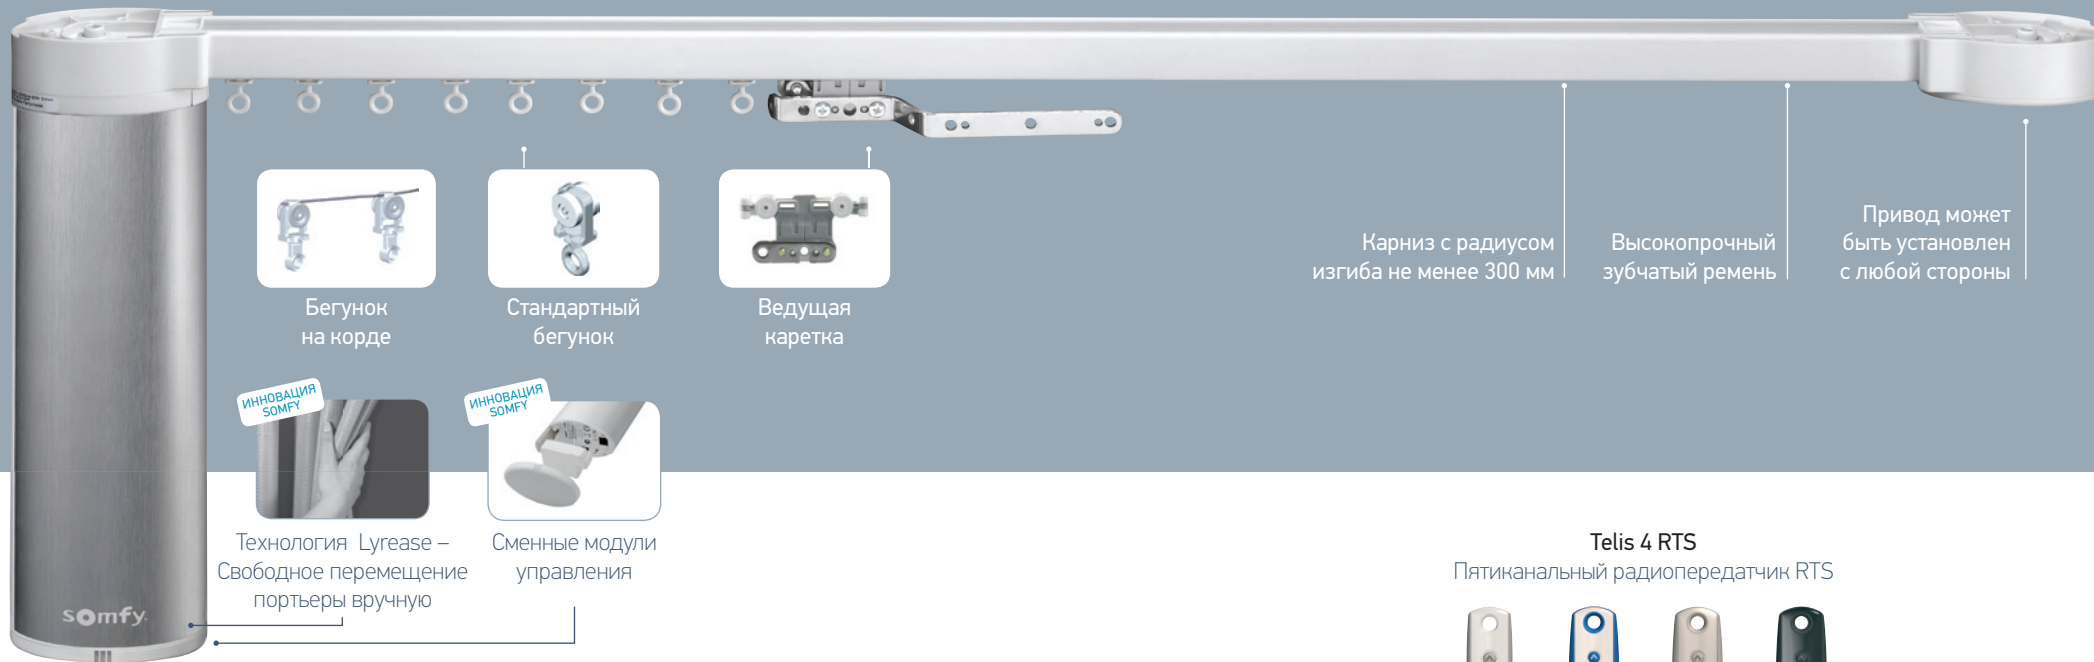 Карниз с радиусом
изгиба не менее 300 мм
Высокопрочный
зубчатый ремень
Привод может
быть установлен
с любой стороны
Бегунок
на корде
Стандартный
бегунок
Ведущая
каретка
ИННОВАЦИЯ
SOMFY
ИННОВАЦИЯ
SOMFY
Технология Lyrease –
Свободное перемещение
портьеры вручную
Сменные модули
управления
somfy.
Telis 4 RTS
Пятиканальный радиопередатчик RTS